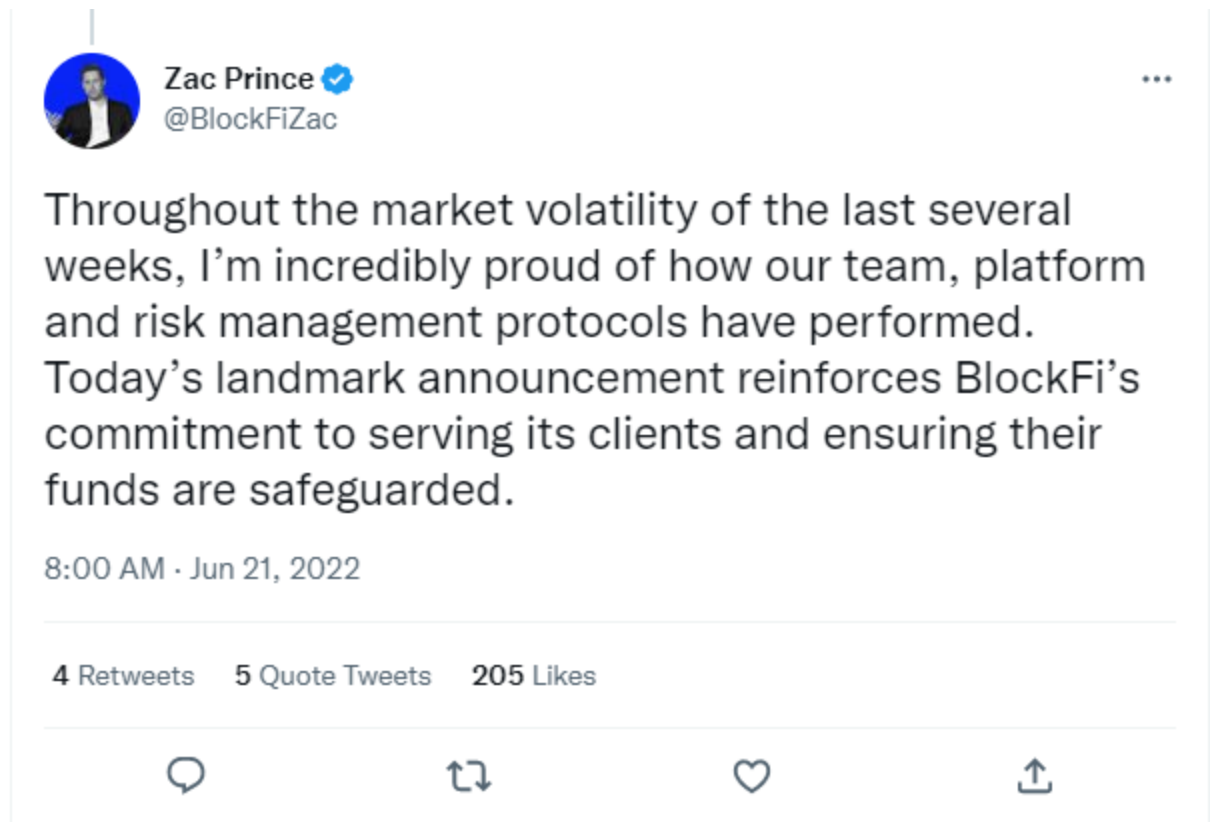 Zac Prince
@BlockFiZac
Throughout the market volatility of the last several
weeks, I’m incredibly proud of how our team, platform
and risk management protocols have performed.
Today’s landmark announcement reinforces BlockFi’s
commitment to serving its clients and ensuring their
funds are safeguarded.
8:00 AM · Jun 21, 2022
4 Retweets 5 Quote Tweets 205 Likes